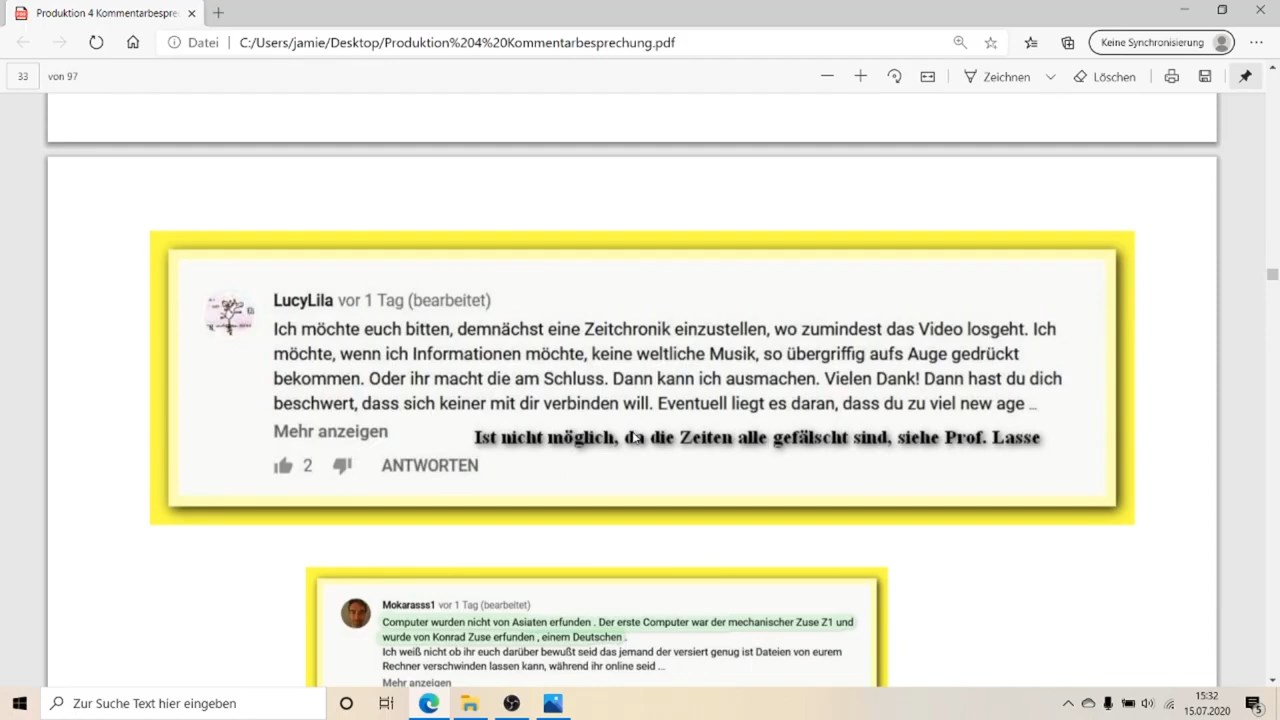 Produktion 4 Kommentarbespre
Datei C:/Users/jamie/Desktop/Produktion%204%20Kommentarbesprechung.pdf
Keine Synchronisierung
33 von 97
Zeichnen
Löschen
LucyLila vor 1 Tag (bearbeitet)
Ich möchte euch bitten, demnächst eine Zeitchronik einzustellen, wo zumindest das Video losgeht. Ich
möchte, wenn ich Informationen möchte, keine weltliche Musik, so übergriffig aufs Auge gedrückt
bekommen. Oder ihr macht die am Schluss. Dann kann ich ausmachen. Vielen Dank! Dann hast du dich
beschwert, dass sich keiner mit dir verbinden will. Eventuell liegt es daran, dass du zu viel new age ...
Mehr anzeigen
Ist nicht möglich, da die Zeiten alle gefälscht sind, siehe Prof. Lasse
2 ANTWORTEN
Mokarasss1 vor 1 Tag (bearbeitet)
Computer wurden nicht von Asiaten erfunden . Der erste Computer war der mechanischer Zuse Z1 und
wurde von Konrad Zuse erfunden , einem Deutschen .
Ich weiß nicht ob ihr euch darüber bewußt seid das jemand der versiert genug ist Dateien von eurem
Rechner verschwinden lassen kann, während ihr online seid ...
Mehr anzeigen
Zur Suche Text hier eingeben
15:32
15.07.2020
5